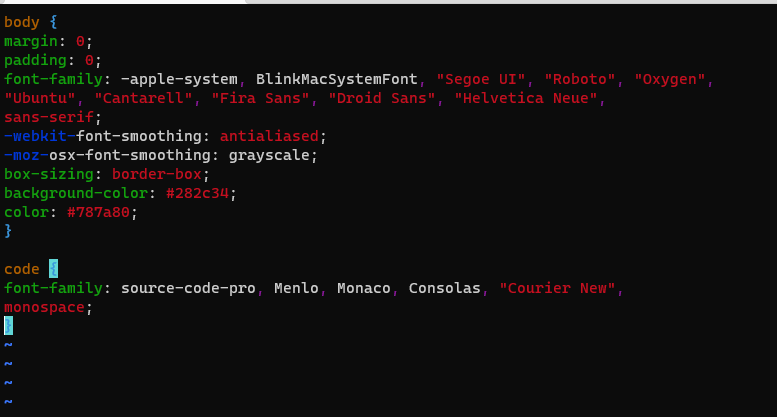 body {
margin: 0;
padding: 0;
font-family: -apple-system, BlinkMacSystemFont, "Segoe UI", "Roboto", "Oxygen",
"Ubuntu", "Cantarell", "Fira Sans", "Droid Sans", "Helvetica Neue",
sans-serif;
-webkit-font-smoothing: antialiased;
-moz-osx-font-smoothing: grayscale;
box-sizing: border-box;
background-color: #282c34;
color: #787a80;
}

code {
font-family: source-code-pro, Menlo, Monaco, Consolas, "Courier New",
monospace;
}
~
~
~
~